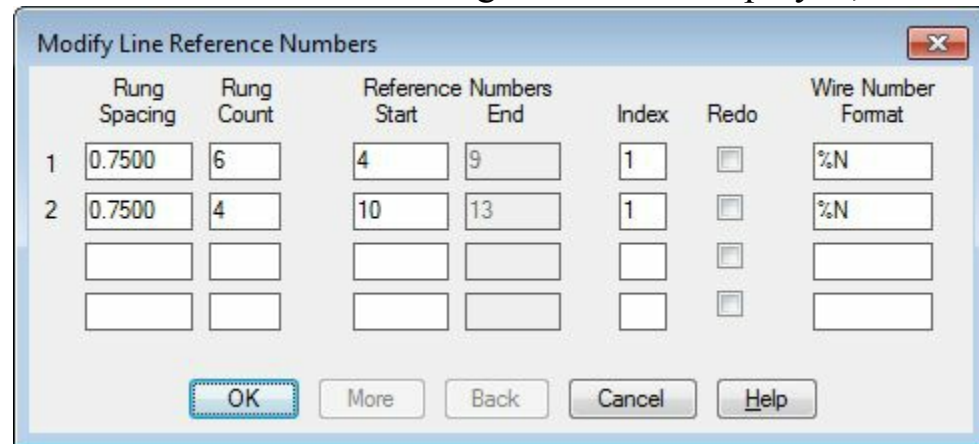 Modify Line Reference Numbers
Rung Rung Reference Numbers Wire Number
Spacing Count Start End Index Redo Format
1 0.7500 6 4 9 1 %N
2 0.7500 4 10 13 1 %N
OK More Back Cancel Help